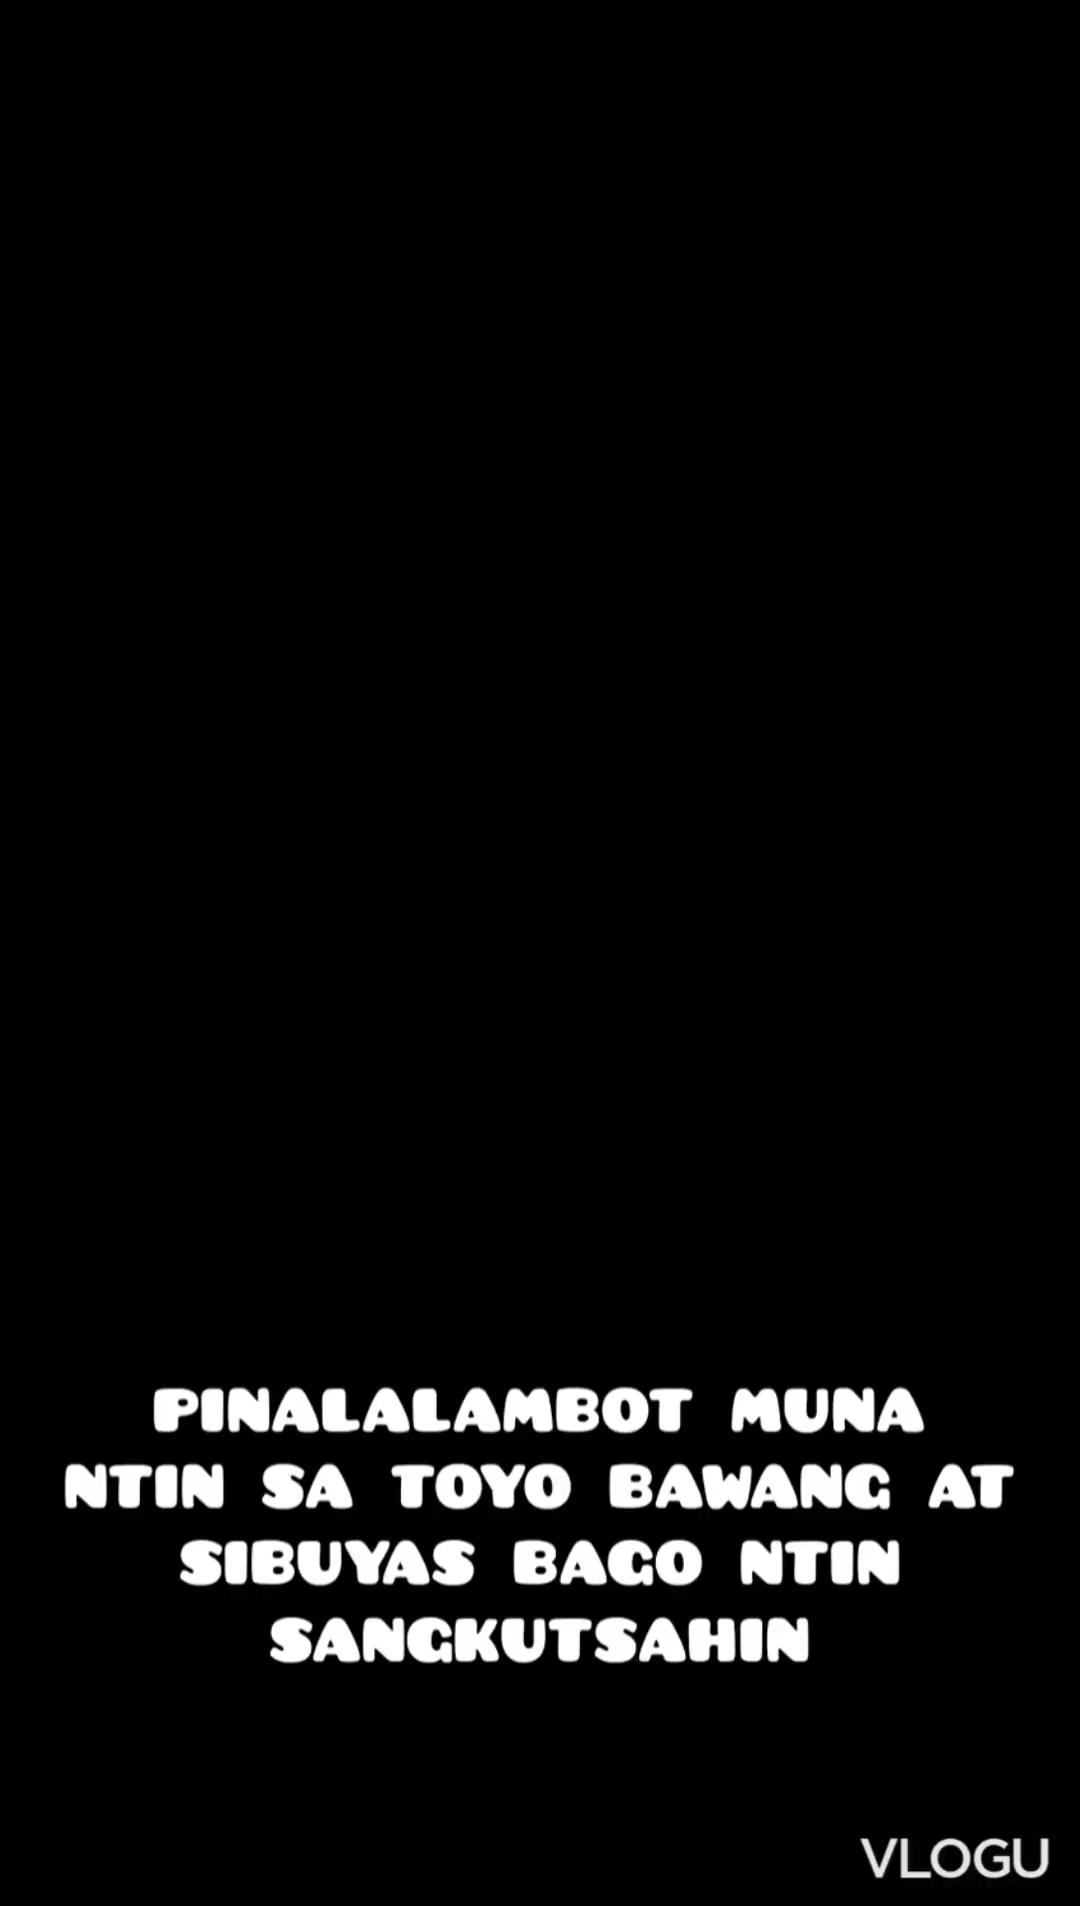 PINALALAMBOT MUNA
NTIN SA TOYO BAWANG AT
SIBUYAS BAGO NTIN
SANGKUTSAHIN
VLOGU